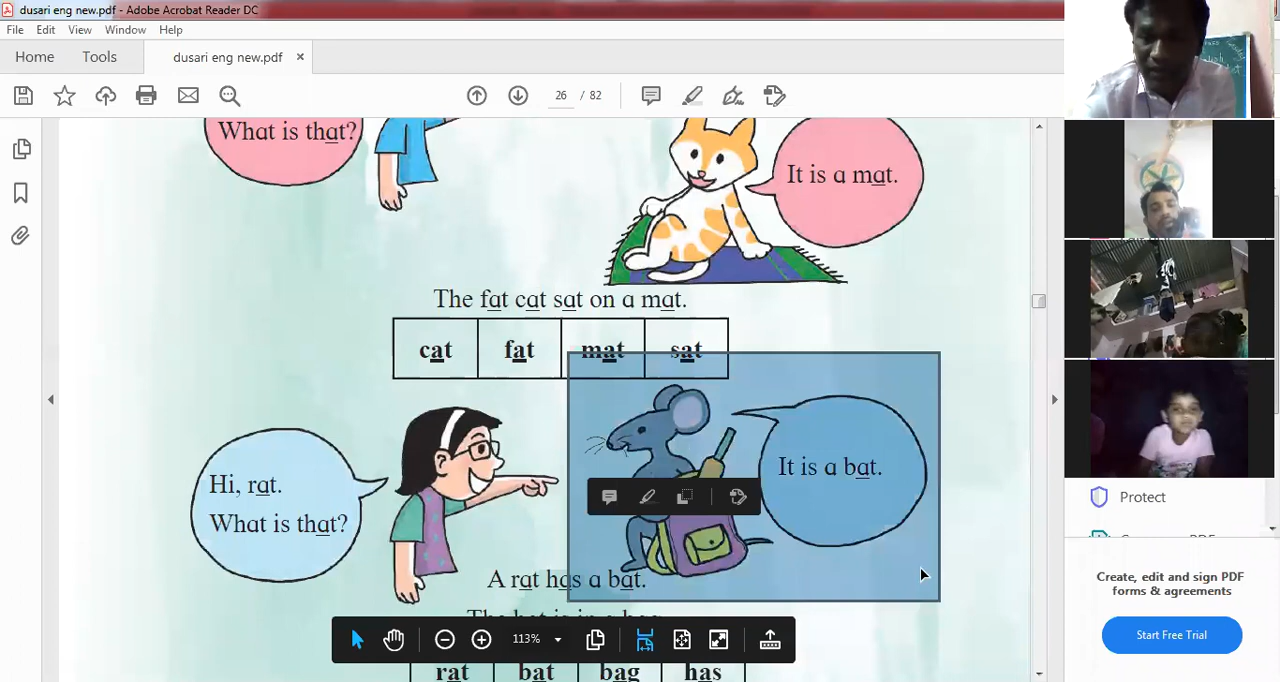 dusari eng new.pdf - Adobe Acrobat Reader DC
File Edit View Window Help
Home Tools dusari eng new.pdf ×
26 / 82
What is that?
It is a mat.
The fat cat sat on a mat.
cat fat mat sat
Hi, rat.
What is that?
It is a bat.
A rat has a bat.
113%
rat bat bag has
Protect
Create, edit and sign PDF
forms & agreements
Start Free Trial